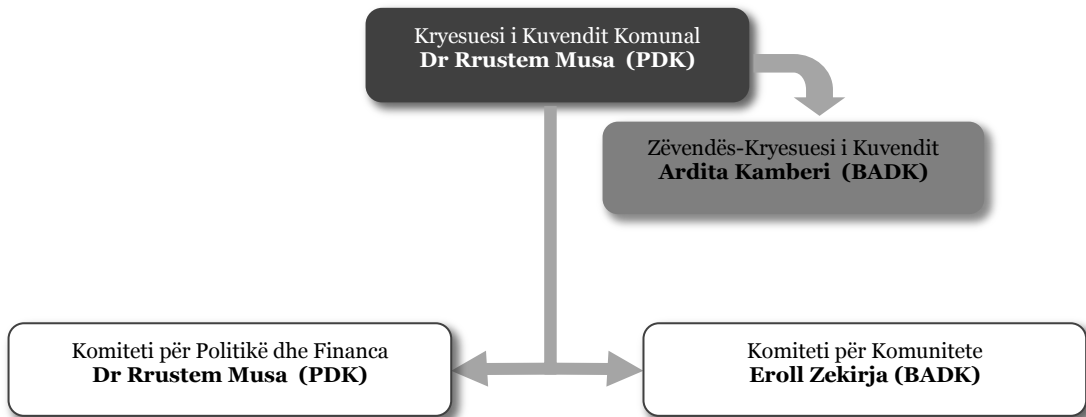 Kryesuesi i Kuvendit Komunal
Dr Rrustem Musa (PDK)
Zëvendës-Kryesuesi i Kuvendit
Ardita Kamberi (BADK)
Komiteti për Politikë dhe Financa
Dr Rrustem Musa (PDK)
Komiteti për Komunitete
Eroll Zekirja (BADK)